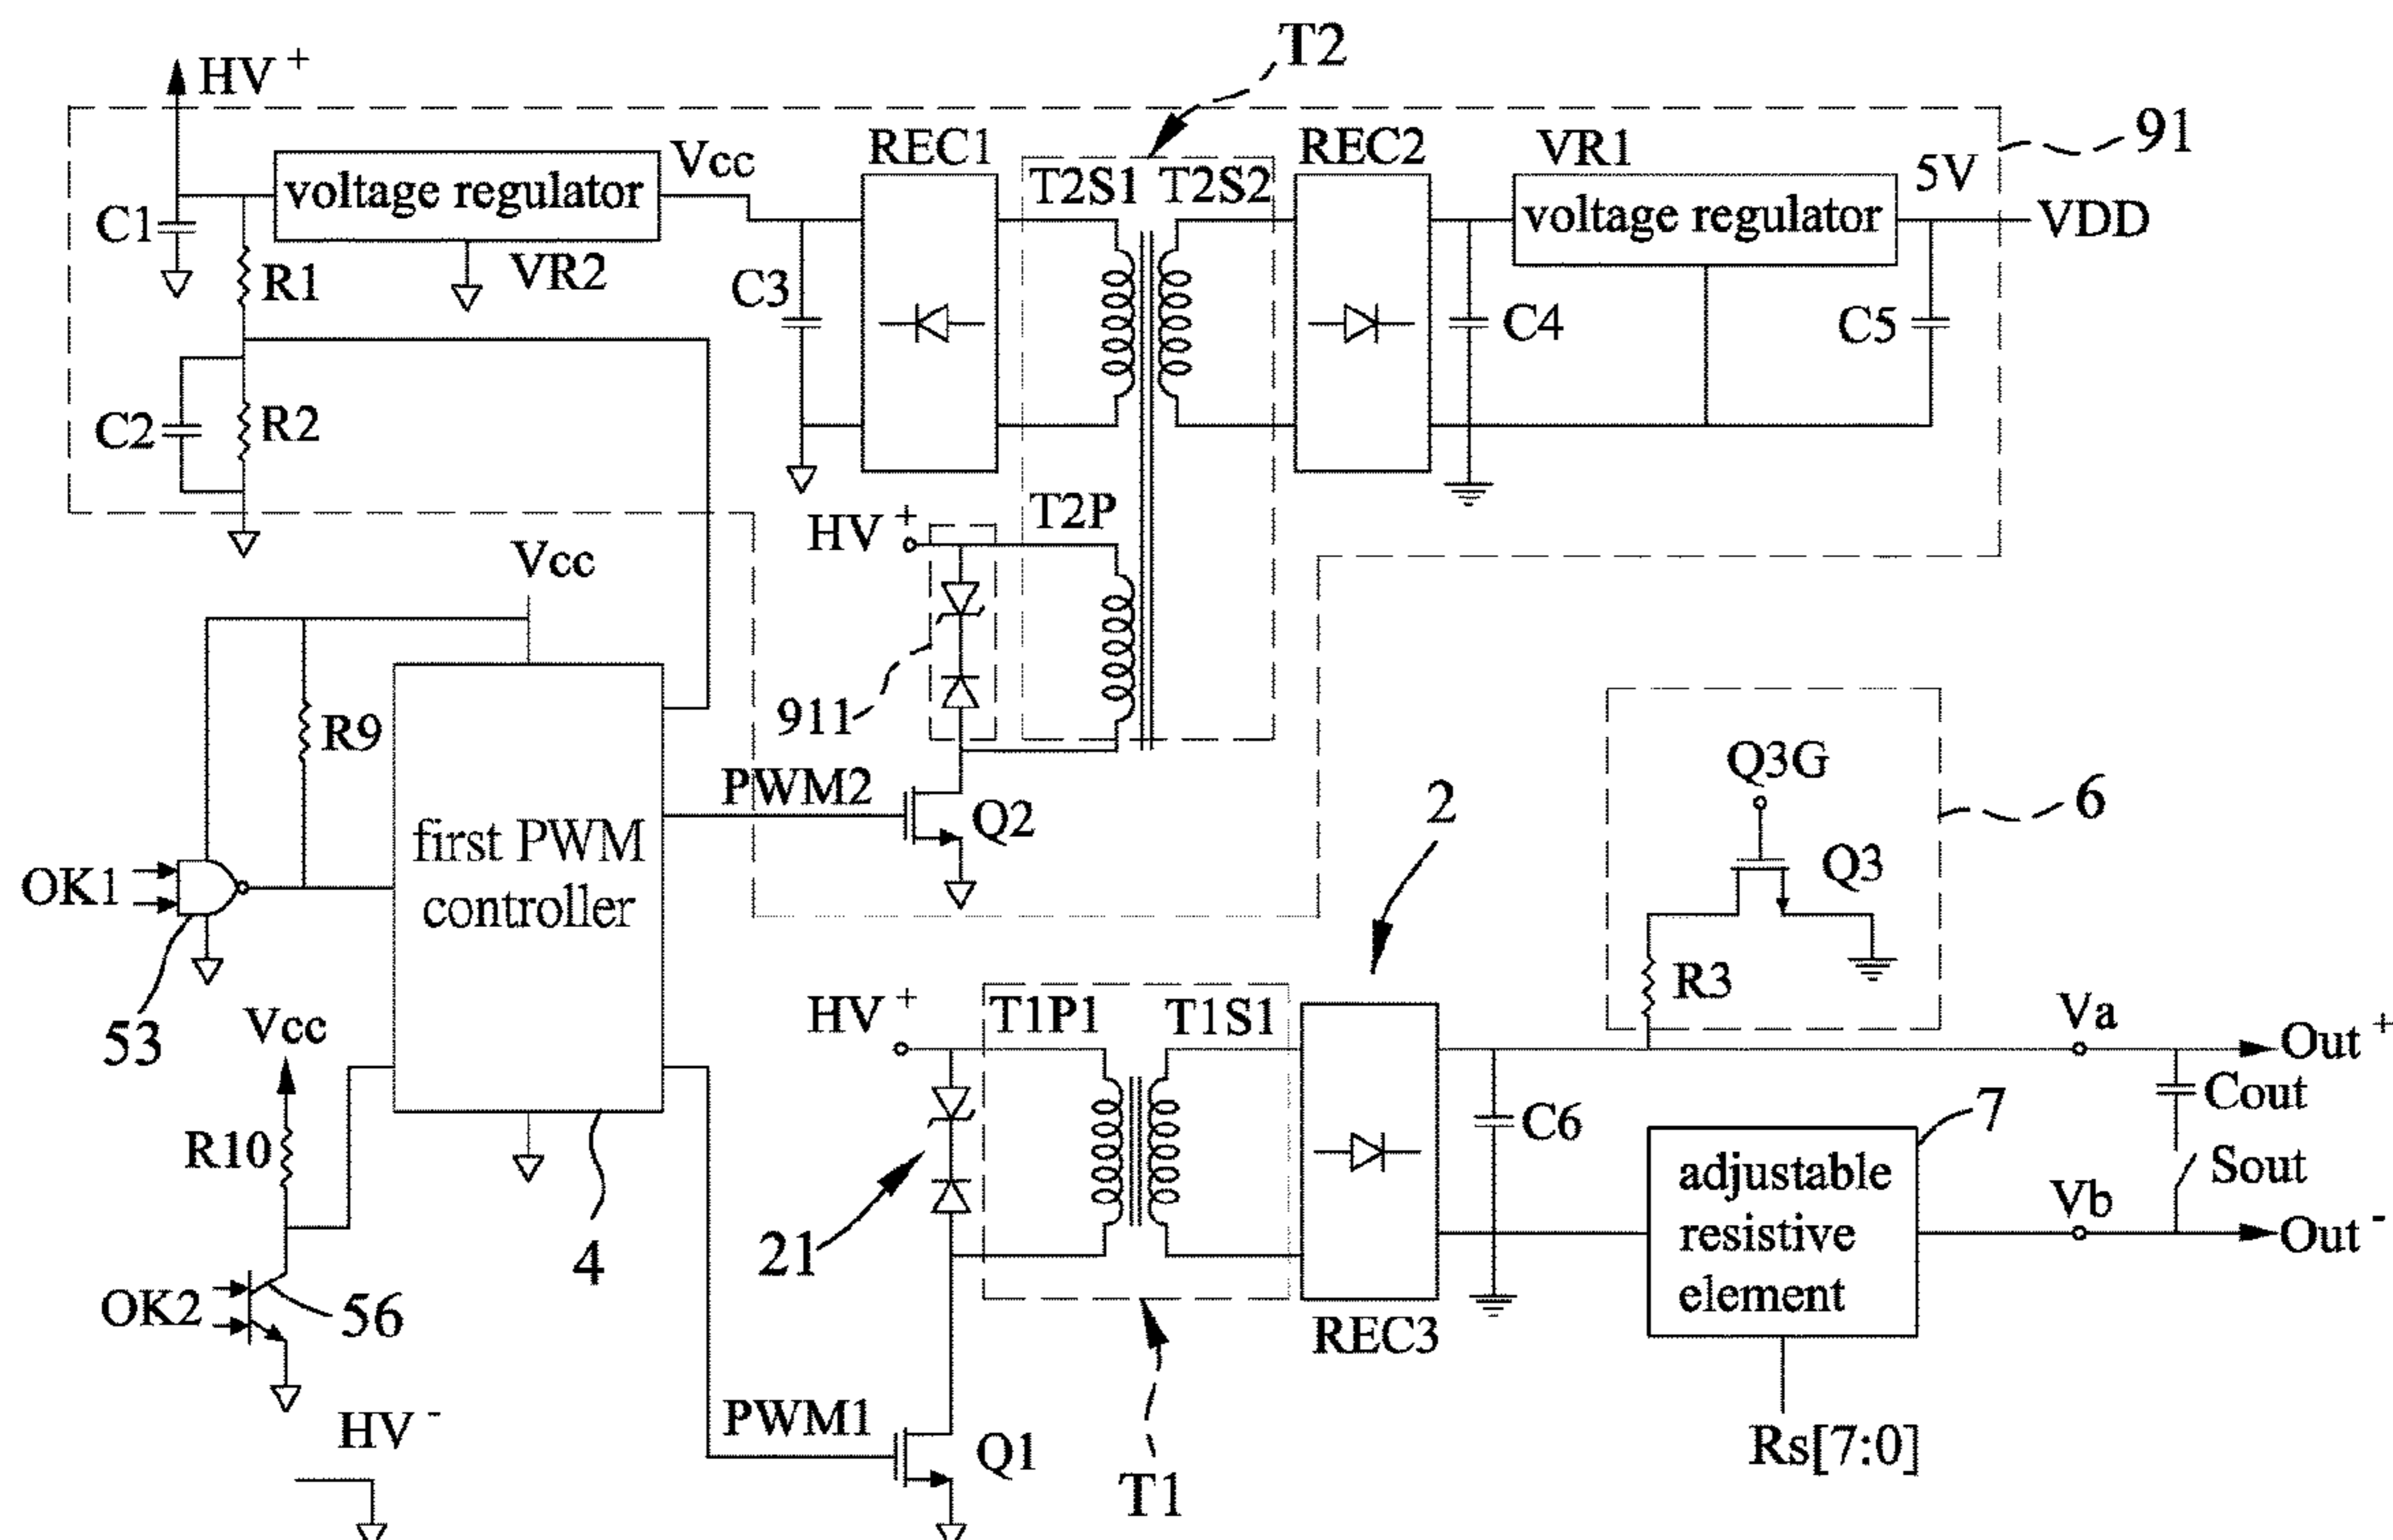 T2
HV +
91
REC1
REC2
VR1
5V
Vcc
T2S1 T2S2
voltage regulator
voltage regulator
VDD
C1
R1
VR2
C3
C4
C5
C2
R2
HV +
T2P
Vcc
911
R9
PWM2
Q2
Q3G
6
2
Q3
first PWM
controller
OK1
53
R3
HV +
T1P1
T1S1
Va
Out +
Vcc
Cout
C6
7
R10
adjustable
resistive
element
Sout
Vb
Out -
21
4
OK2
56
REC3
HV -
PWM1
Q1
T1
Rs[7:0]